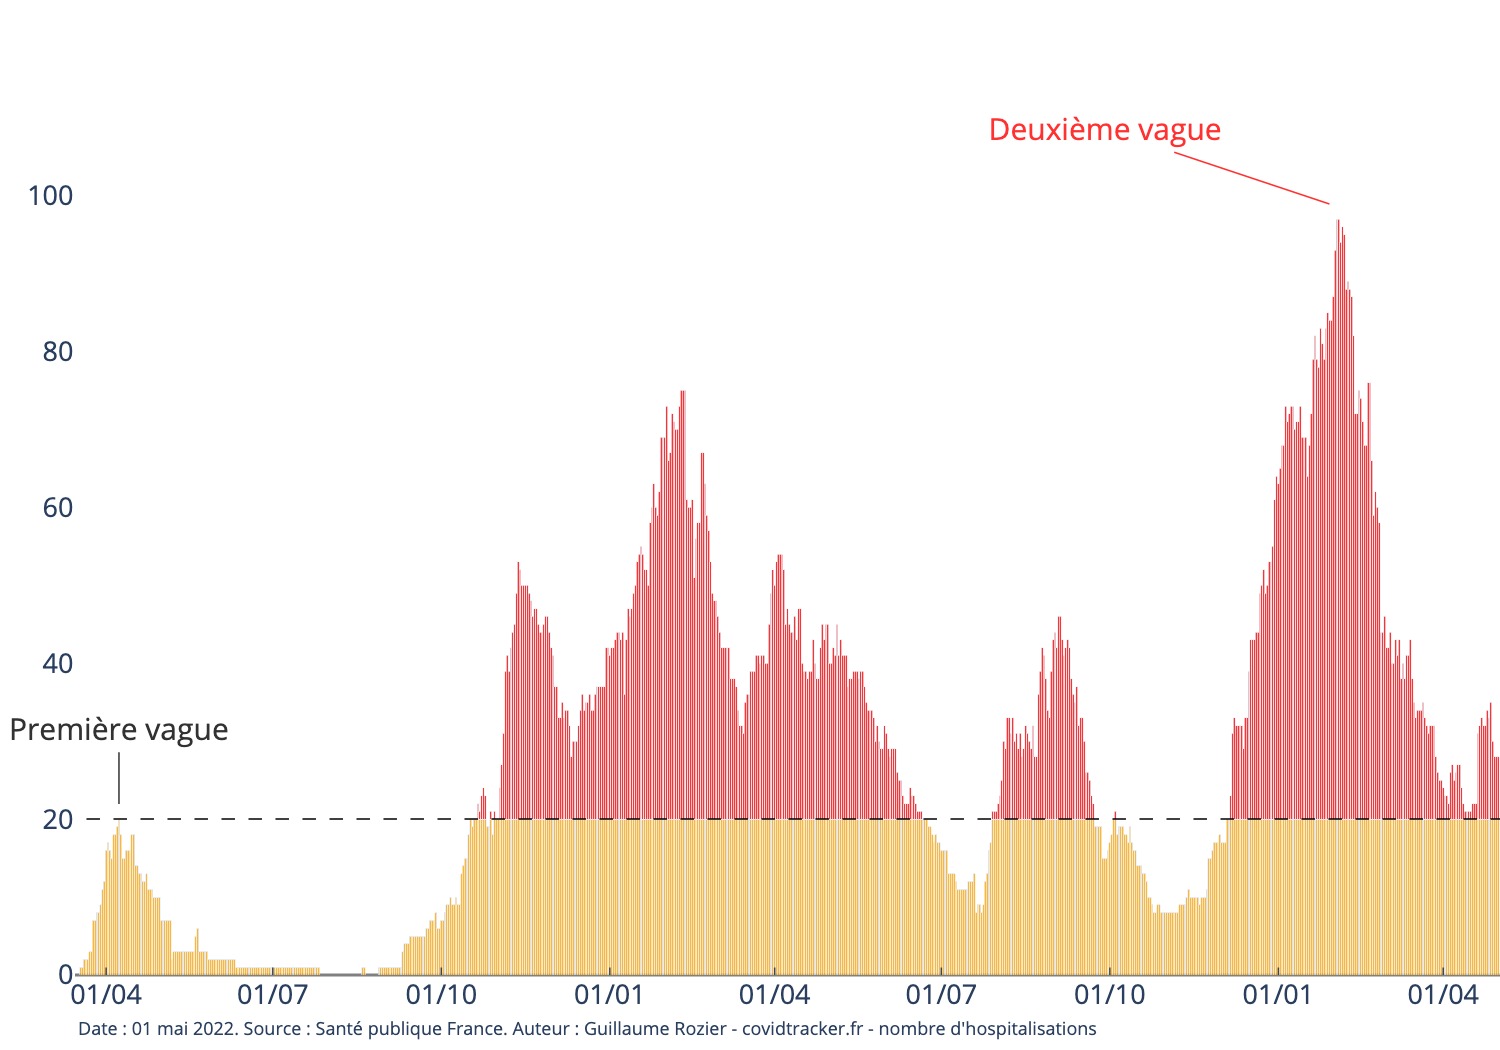 Deuxième vague
100
80
60
40
Première vague
20
0
01/04 01/07 01/10 01/01 01/04 01/07 01/10 01/01 01/04
Date : 01 mai 2022. Source : Santé publique France. Auteur : Guillaume Rozier - covidtracker.fr - nombre d'hospitalisations